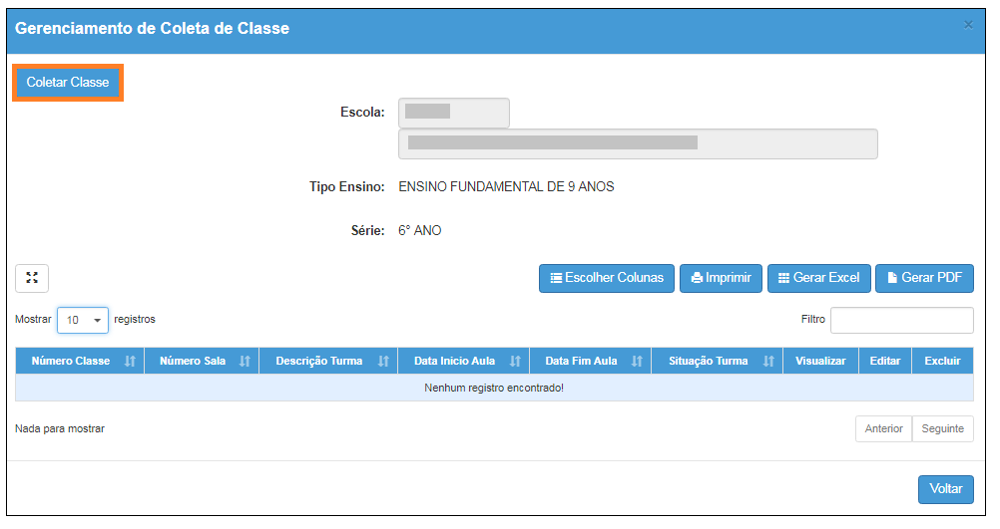 Gerenciamento de Coleta de Classe
×
Coletar Classe
Escola:
Tipo Ensino: ENSINO FUNDAMENTAL DE 9 ANOS
Série: 6° ANO
Escolher Colunas Imprimir Gerar Excel Gerar PDF
Mostrar 10 registros Filtro
Número Classe Número Sala Descrição Turma Data Inicio Aula Data Fim Aula Situação Turma Visualizar Editar Excluir
Nenhum registro encontrado!
Nada para mostrar Anterior Seguinte
Voltar